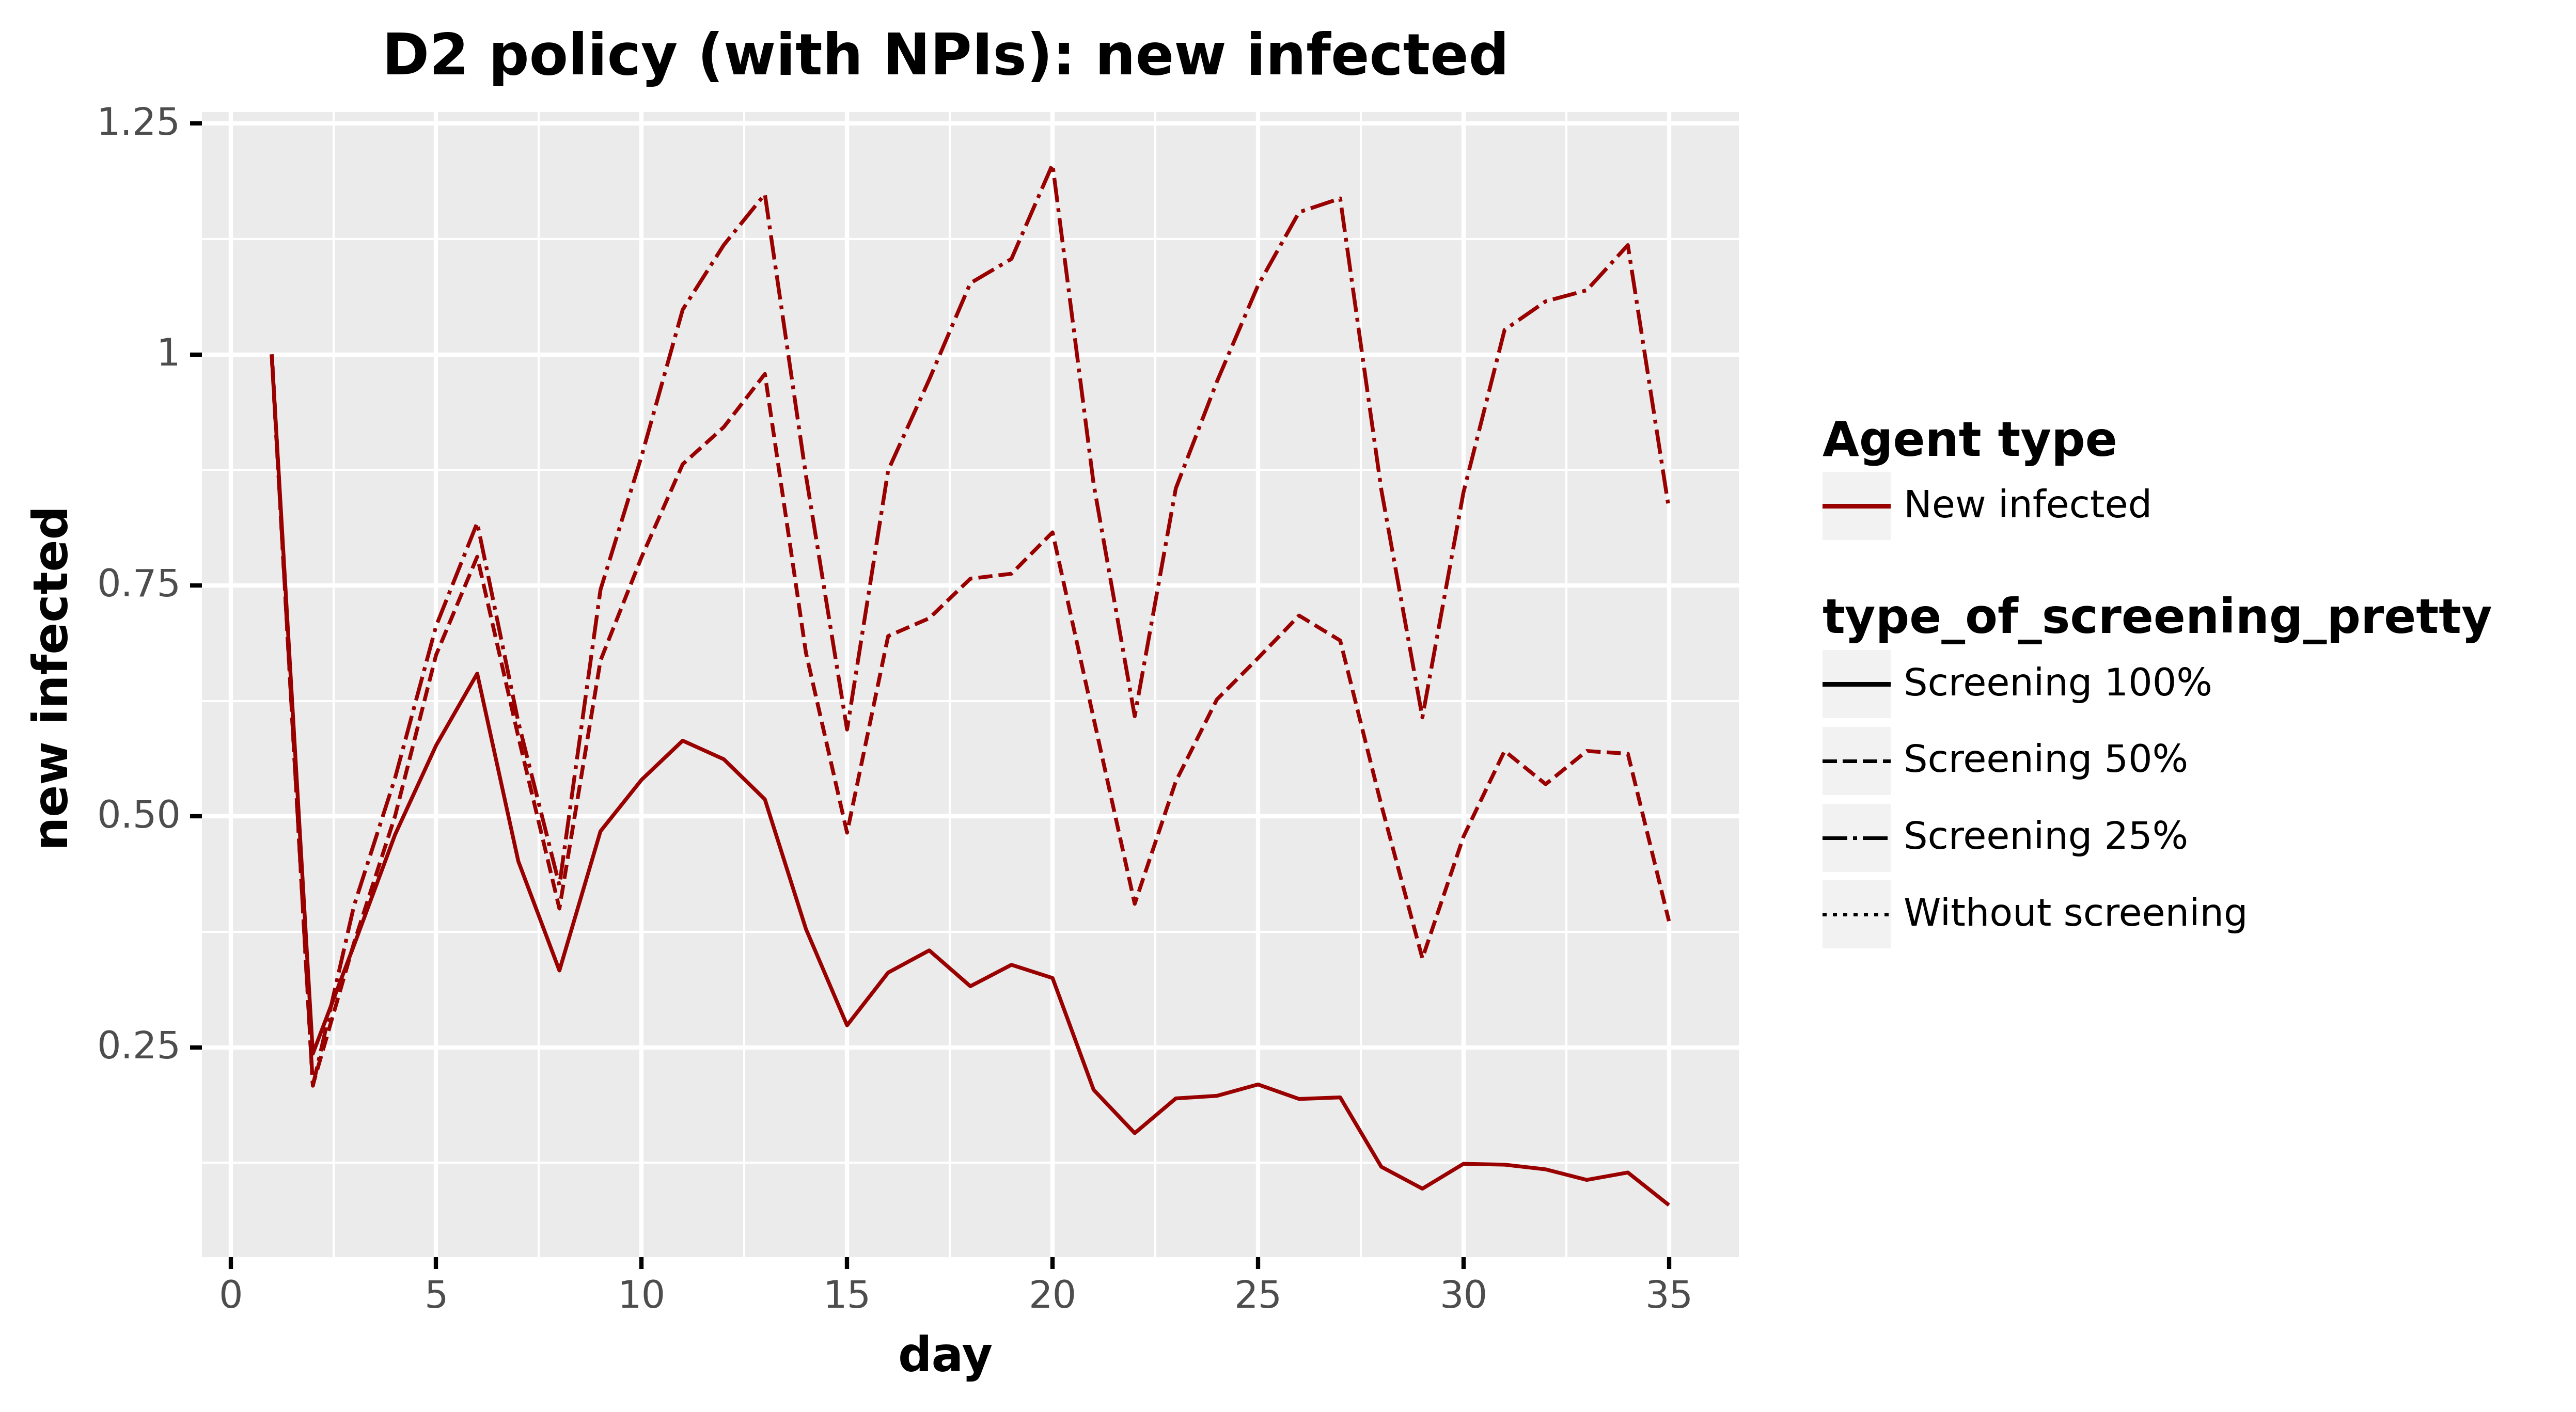 D2 policy (with NPIs): new infected
1.25
1
0.75
0.50
0.25
new infected
0
5
10
15
20
25
30
35
day
Agent type
New infected
type_of_screening_pretty
Screening 100%
Screening 50%
Screening 25%
Without screening